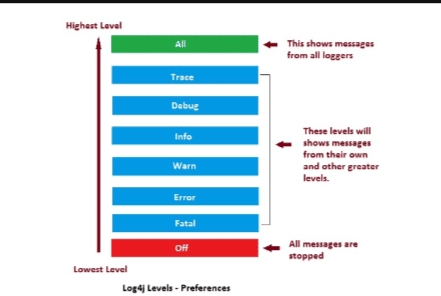 Highest Level
All
This shows messages
from all loggers
Trace
Debug
Info
These levels will
shows messages
from their own
and other greater
levels.
Warn
Error
Fatal
Off
All messages are
stopped
Lowest Level
Log4j Levels - Preferences